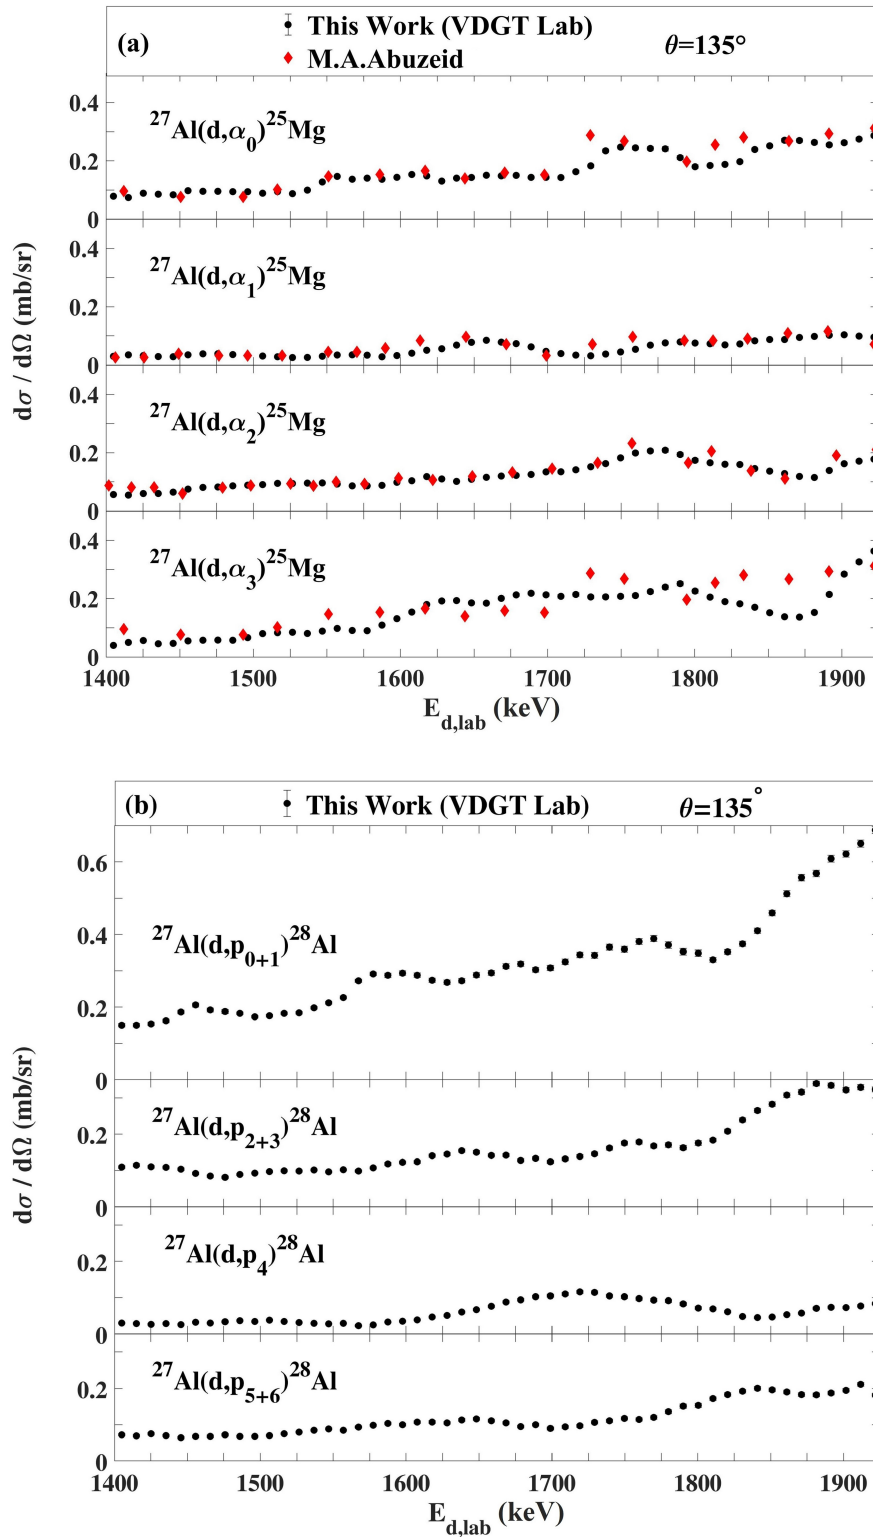 (a)
This Work (VDGT Lab)
M.A.Abuzeid
θ=135°
0.4
0.2
0
²⁷Al(d,α₀)²⁵Mg
0.4
0.2
0
²⁷Al(d,α₁)²⁵Mg
0.4
0.2
0
²⁷Al(d,α₂)²⁵Mg
0.4
0.2
0
²⁷Al(d,α₃)²⁵Mg
dσ / dΩ (mb/sr)
1400 1500 1600 1700 1800 1900
E_d,lab (keV)
(b)
This Work (VDGT Lab)
θ=135°
0.6
0.4
0.2
0
²⁷Al(d,p₀₊₁)²⁸Al
0.2
0
²⁷Al(d,p₂₊₃)²⁸Al
0.2
0
²⁷Al(d,p₄)²⁸Al
0.2
0
²⁷Al(d,p₅₊₆)²⁸Al
dσ / dΩ (mb/sr)
1400 1500 1600 1700 1800 1900
E_d,lab (keV)